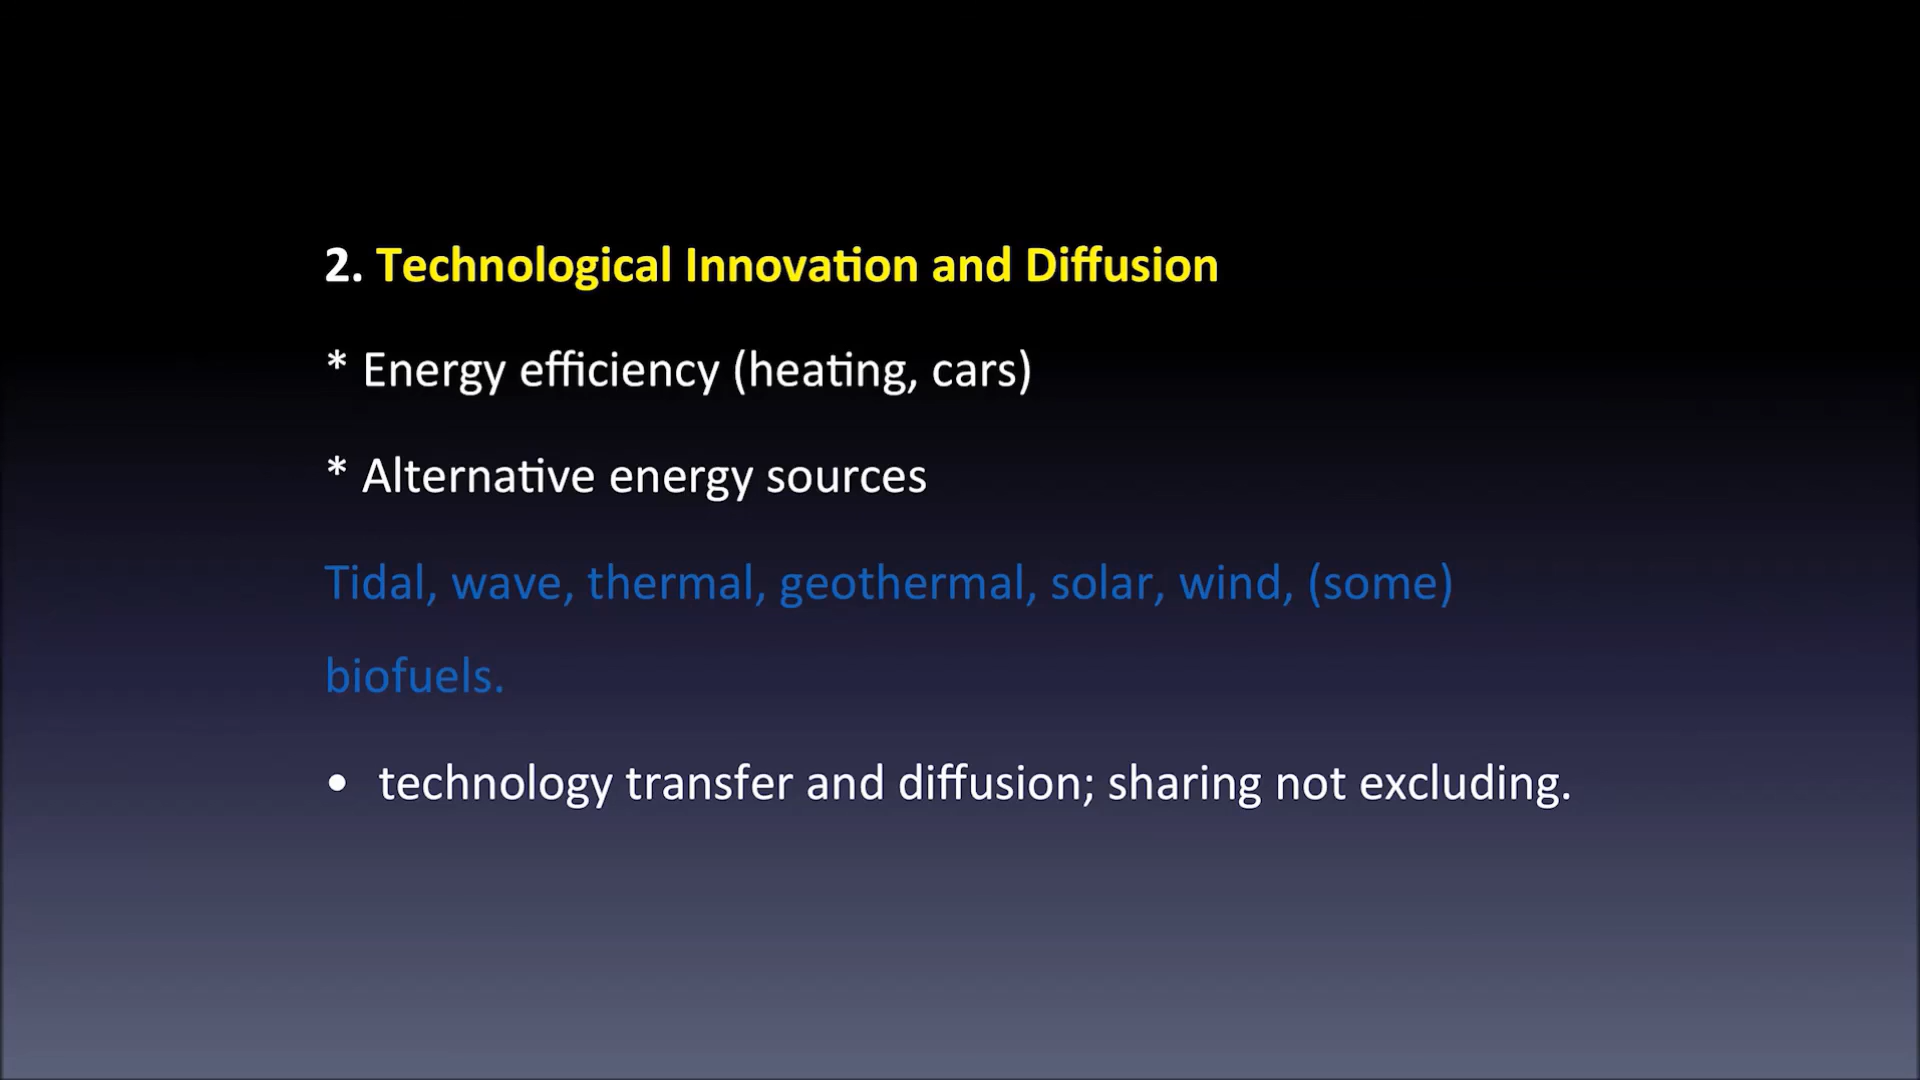 2. Technological Innovation and Diffusion
* Energy efficiency (heating, cars)
* Alternative energy sources
Tidal, wave, thermal, geothermal, solar, wind, (some)
biofuels.
• technology transfer and diffusion; sharing not excluding.